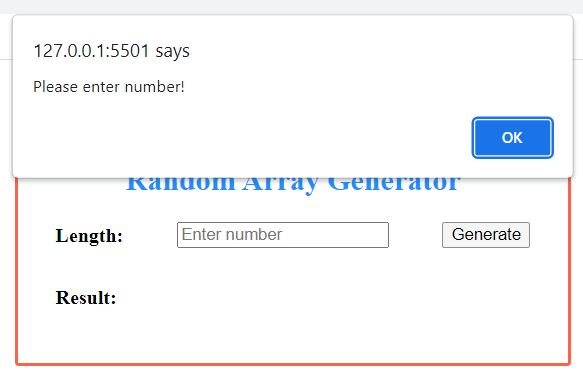 127.0.0.1:5501 says
Please enter number!
OK
Random Array Generator
Length: Enter number Generate
Result: